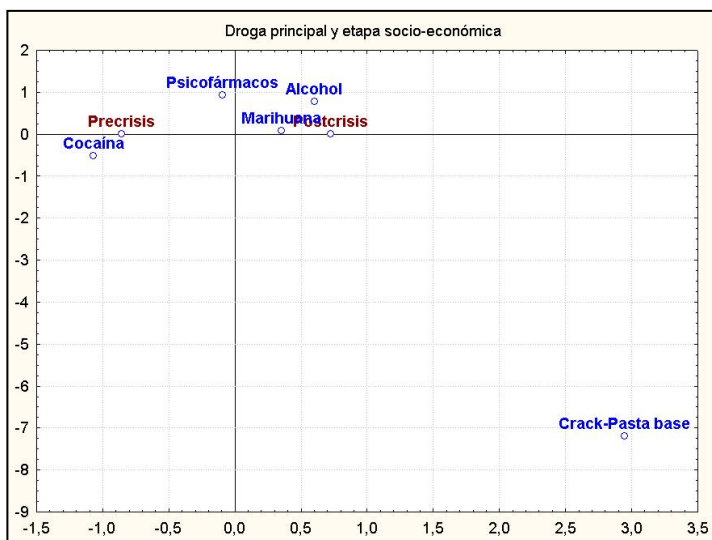 Droga principal y etapa socio-económica
2
1
0
-1
-2
-3
-4
-5
-6
-7
-8
-9
Psicofármacos
Alcohol
Precrisis
Marihuana
Postcrisis
Cocaína
Crack-Pasta base
-1,5 -1,0 -0,5 0,0 0,5 1,0 1,5 2,0 2,5 3,0 3,5